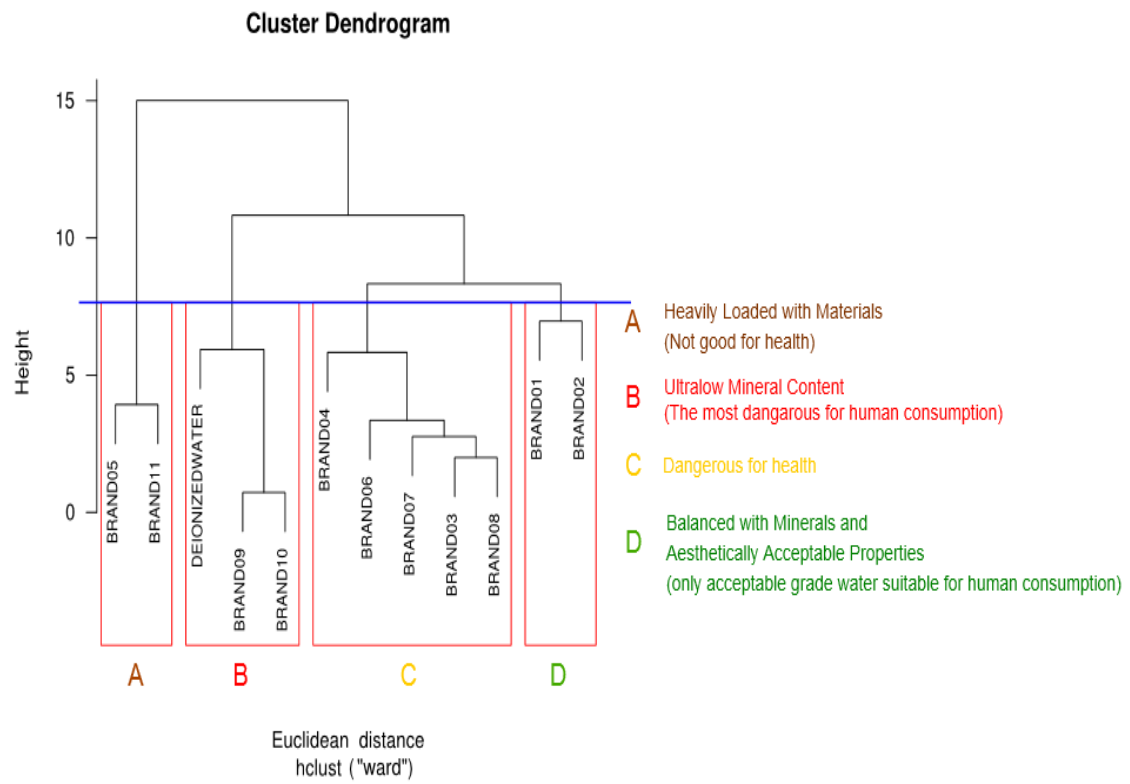 Cluster Dendrogram
15
10
5
0
Height
BRAND05
BRAND11
DEIONIZEDWATER
BRAND09
BRAND10
BRAND04
BRAND06
BRAND07
BRAND03
BRAND08
BRAND01
BRAND02
A
B
C
D
Euclidean distance
hclust ("ward")
A
Heavily Loaded with Materials
(Not good for health)
B
Ultralow Mineral Content
(The most dangarous for human consumption)
C
Dangerous for health
D
Balanced with Minerals and
Aesthetically Acceptable Properties
(only acceptable grade water suitable for human consumption)